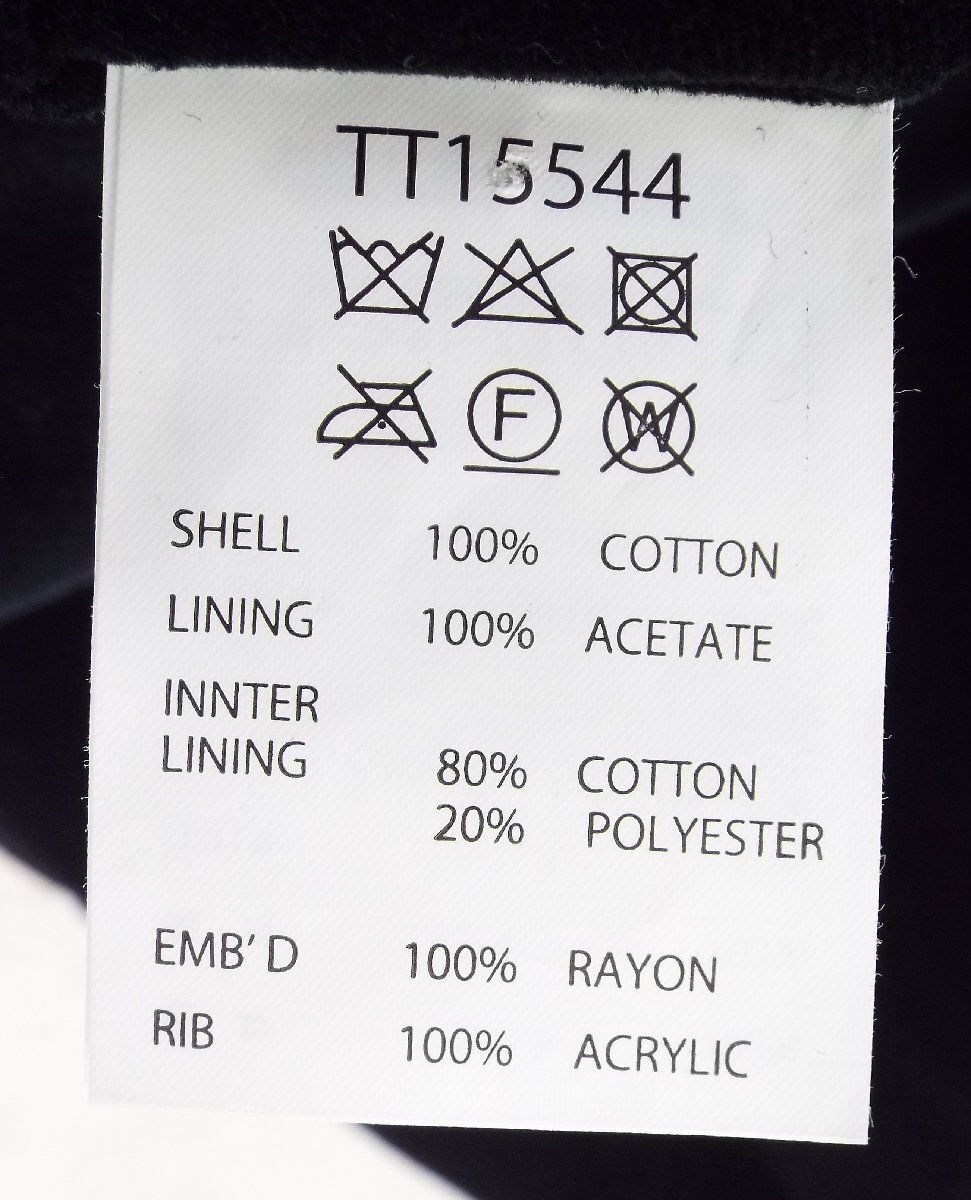 TT15544
F
W
SHELL 100% COTTON
LINING 100% ACETATE
INNTER
LINING 80% COTTON
20% POLYESTER
EMB'D 100% RAYON
RIB 100% ACRYLIC